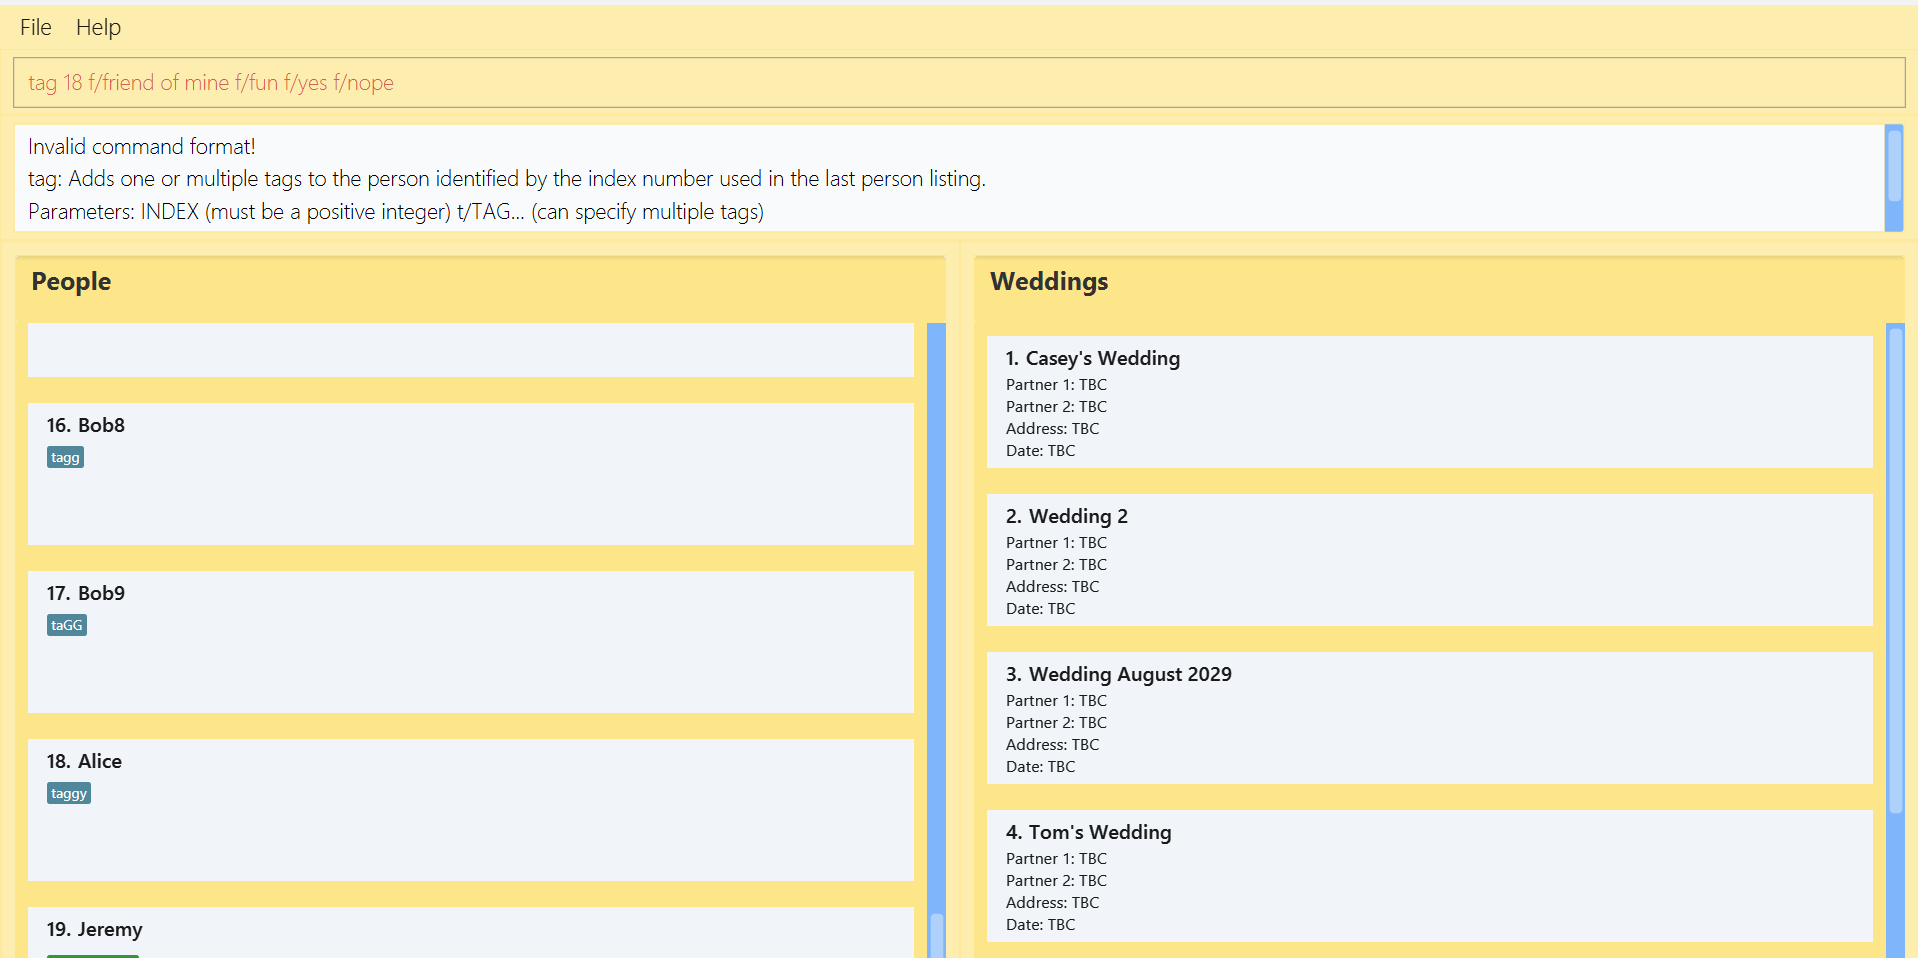 File Help
tag 18 f/friend of mine f/fun f/yes f/nope
Invalid command format!
tag: Adds one or multiple tags to the person identified by the index number used in the last person listing.
Parameters: INDEX (must be a positive integer) t/TAG... (can specify multiple tags)
People
16. Bob8
tagg
17. Bob9
taGG
18. Alice
taggy
19. Jeremy
Weddings
1. Casey's Wedding
Partner 1: TBC
Partner 2: TBC
Address: TBC
Date: TBC
2. Wedding 2
Partner 1: TBC
Partner 2: TBC
Address: TBC
Date: TBC
3. Wedding August 2029
Partner 1: TBC
Partner 2: TBC
Address: TBC
Date: TBC
4. Tom's Wedding
Partner 1: TBC
Partner 2: TBC
Address: TBC
Date: TBC